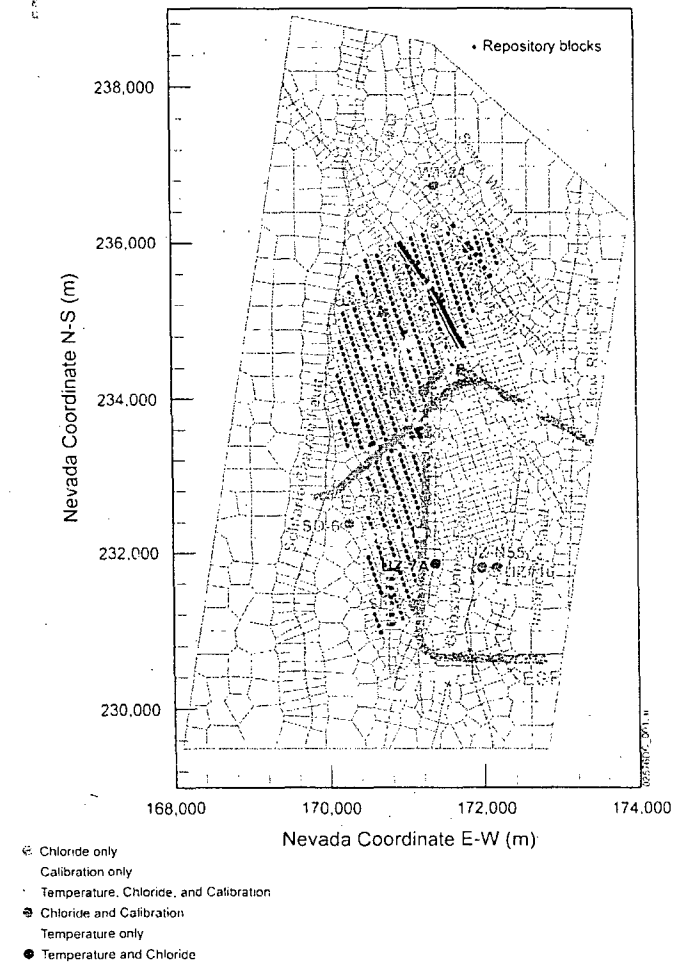 Repository blocks
238,000
236,000
234,000
232,000
230,000
Nevada Coordinate N-S (m)
SD-6
UZ-7A
UZ-N55
ESF
168,000
170,000
172,000
174,000
Nevada Coordinate E-W (m)
Chloride only
Calibration only
Temperature, Chloride, and Calibration
Chloride and Calibration
Temperature only
Temperature and Chloride